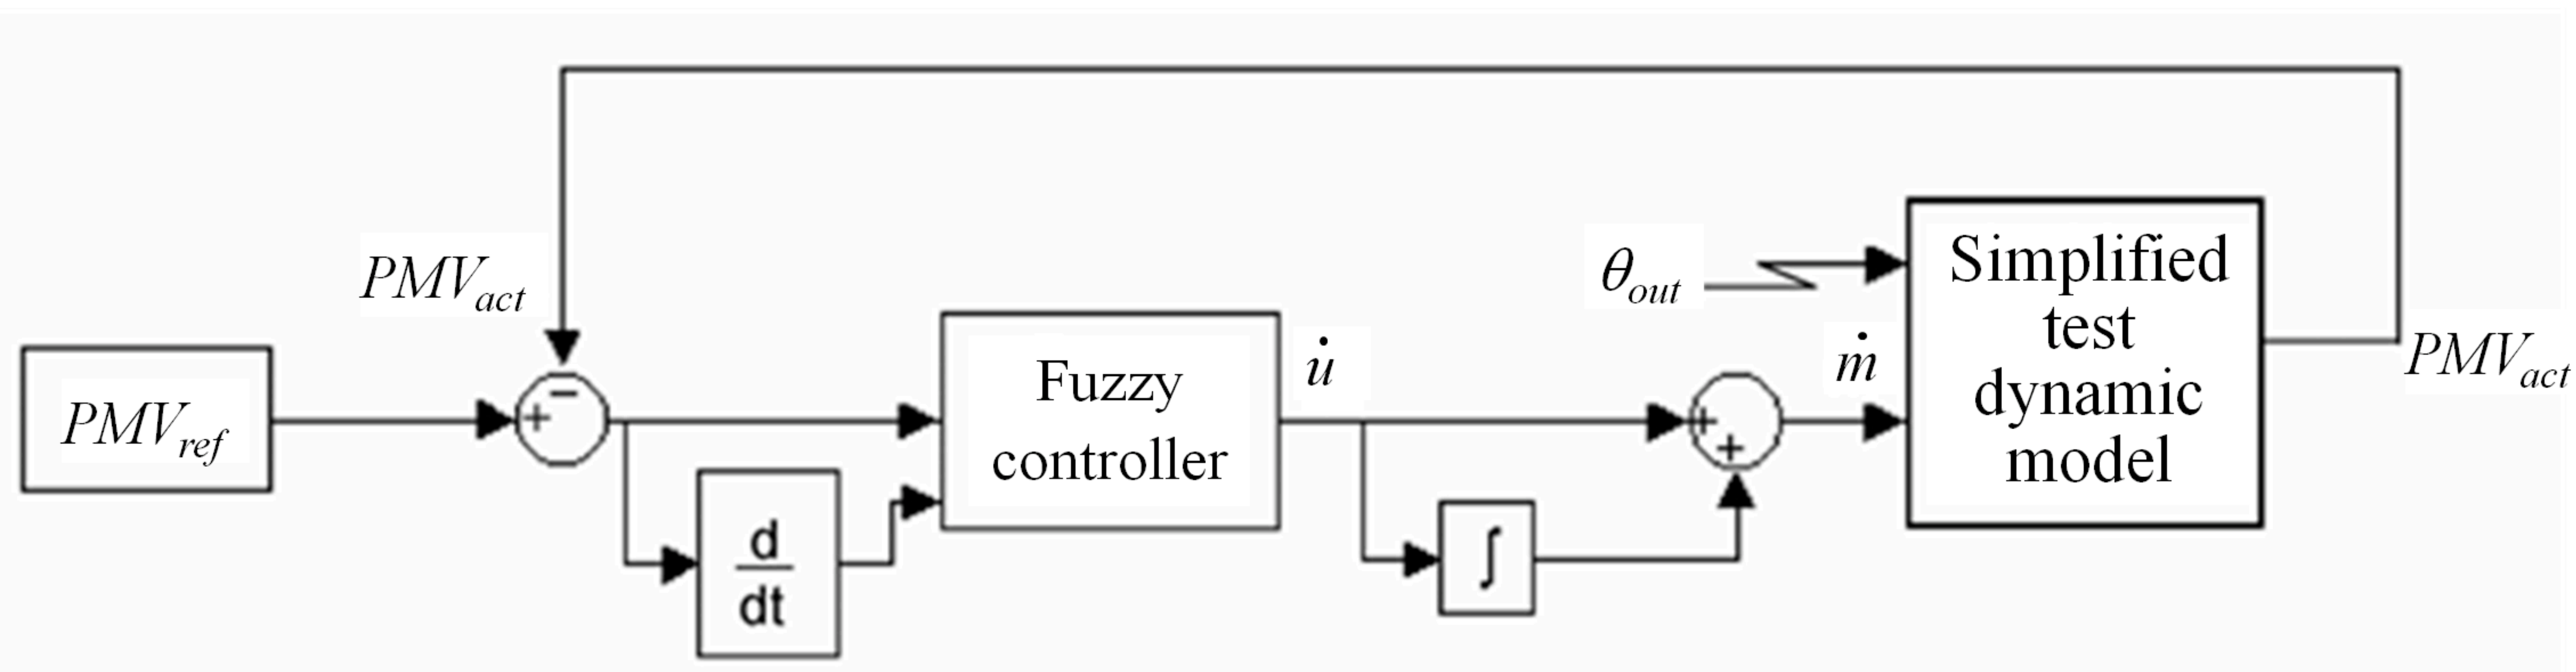 PMV_act
PMV_ref
+
−
d
dt
Fuzzy
controller
u̇
∫
+
+
θ_out
ṁ
Simplified
test
dynamic
model
PMV_act